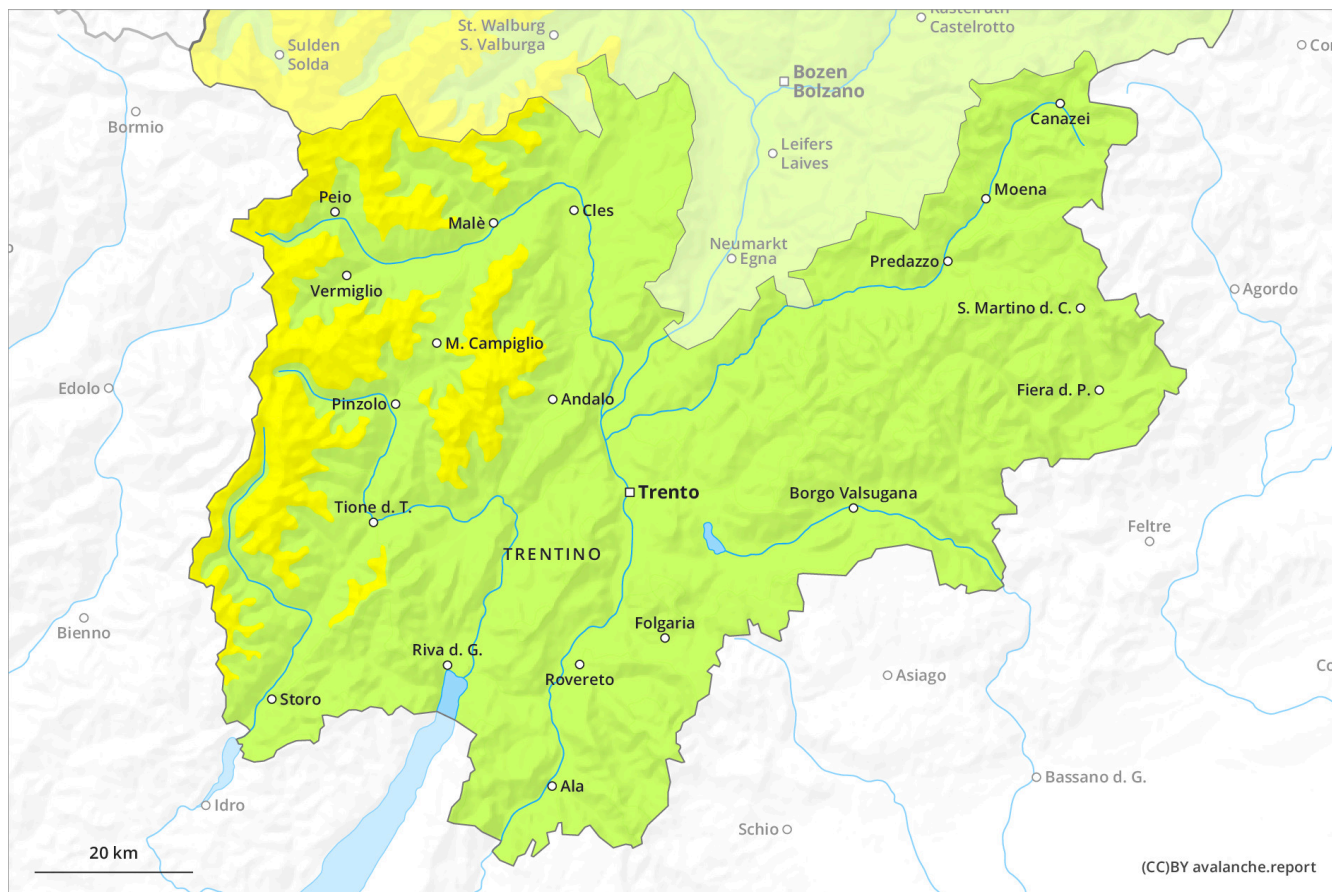 Kastelruth
Castelrotto
St. Walburg
S. Valburga
Sulden
Solda
Bozen
Bolzano
Bormio
Canazei
Leifers
Laives
Peio
Moena
Cles
Malè
Neumarkt
Egna
Predazzo
Vermiglio
Agordo
S. Martino d. C.
M. Campiglio
Edolo
Fiera d. P.
Andalo
Pinzolo
Trento
Borgo Valsugana
Tione d. T.
Feltre
TRENTINO
Bienno
Folgaria
Riva d. G.
Asiago
Rovereto
Storo
Bassano d. G.
Ala
Idro
Schio
20 km
(CC)BY avalanche.report